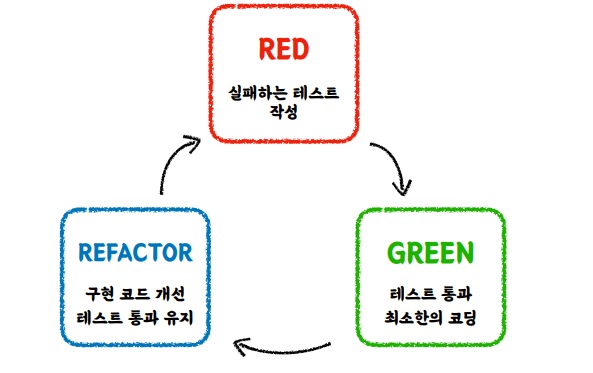 RED
실패하는 테스트
작성
REFACTOR
구현 코드 개선
테스트 통과 유지
GREEN
테스트 통과
최소한의 코딩